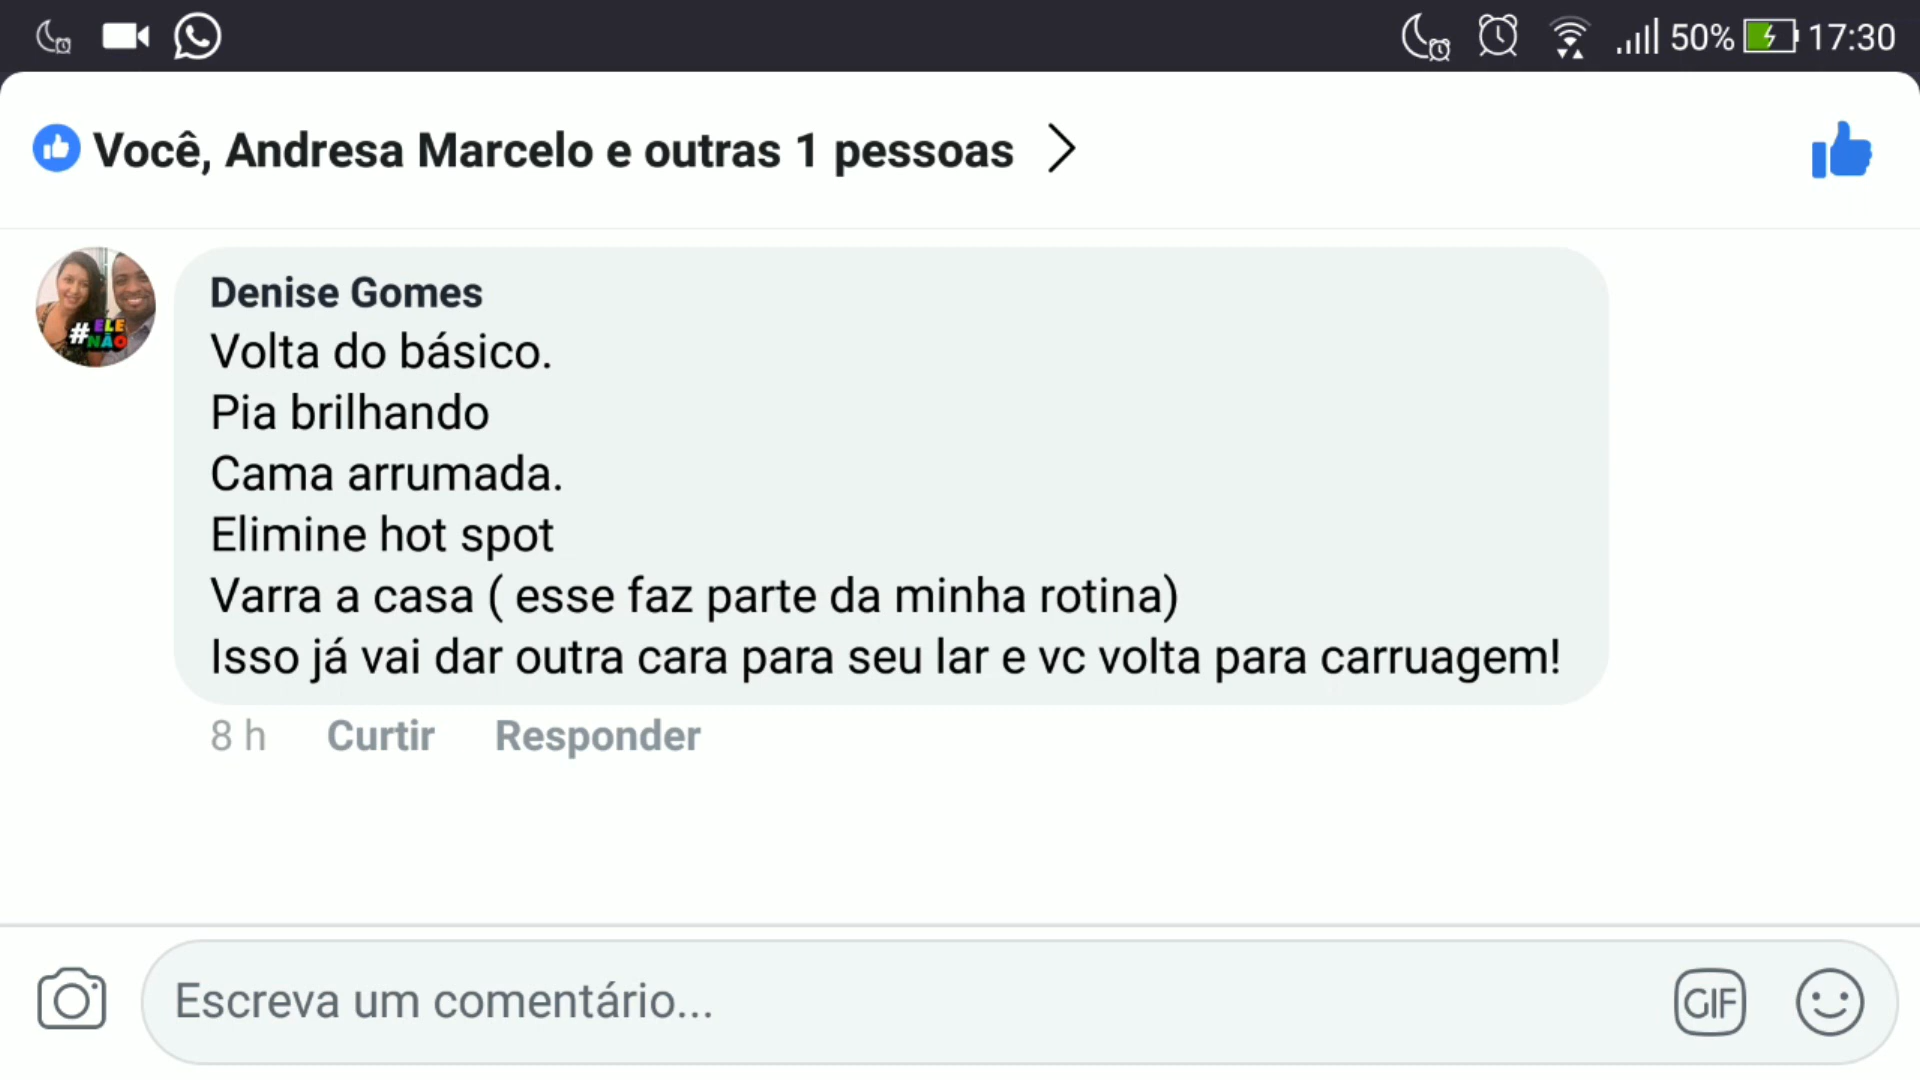 50% 17:30
Você, Andresa Marcelo e outras 1 pessoas
Denise Gomes
Volta do básico.
Pia brilhando
Cama arrumada.
Elimine hot spot
Varra a casa ( esse faz parte da minha rotina)
Isso já vai dar outra cara para seu lar e vc volta para carruagem!
#ELE
NÃO
8 h Curtir Responder
Escreva um comentário...
GIF